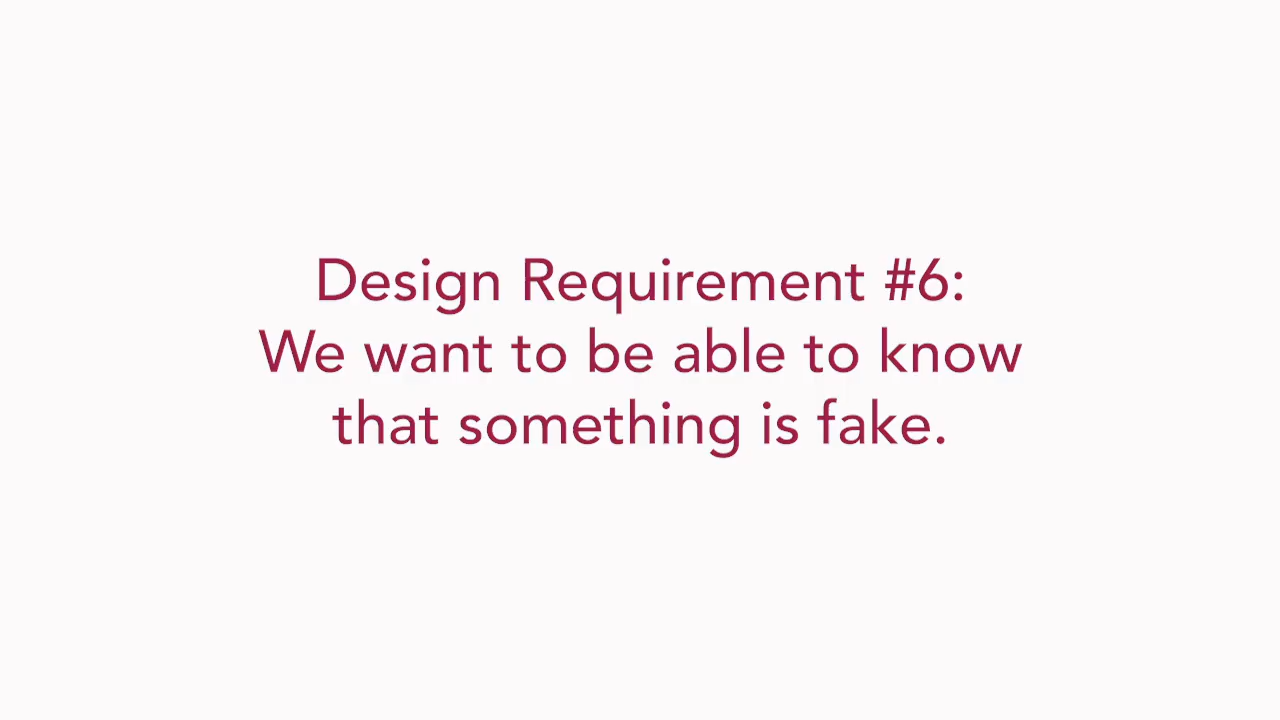 Design Requirement #6:
We want to be able to know
that something is fake.